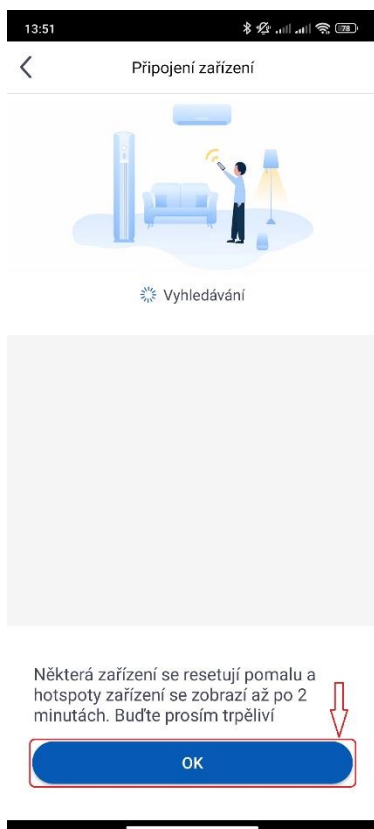 13:51
78
Připojení zařízení
Vyhledávání
Některá zařízení se resetují pomalu a
hotspoty zařízení se zobrazí až po 2
minutách. Buďte prosím trpěliví
OK